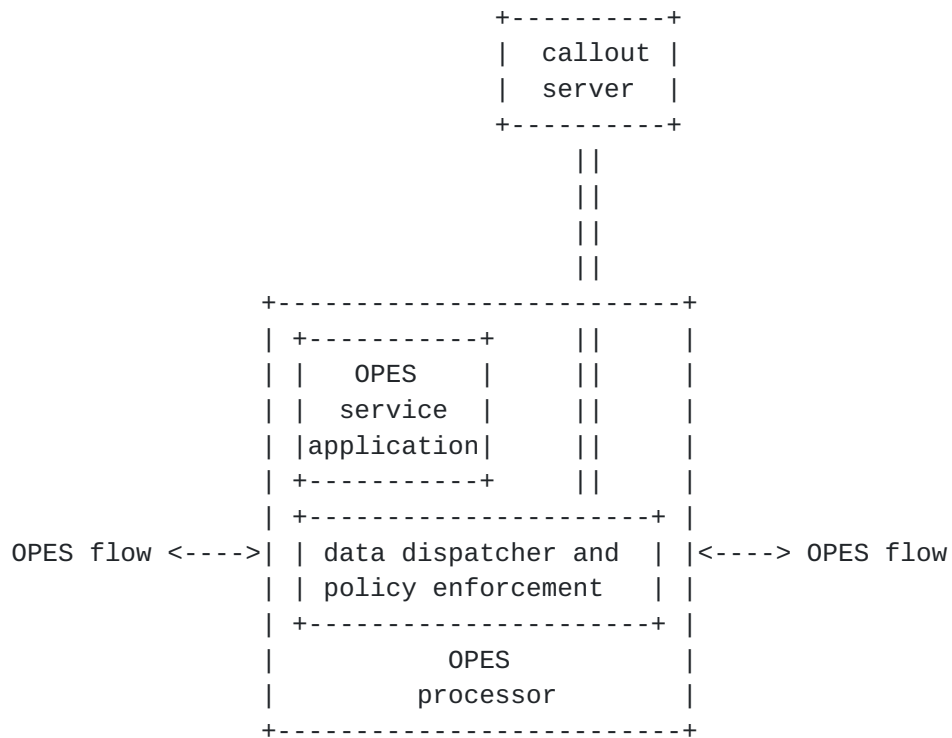 callout
server
OPES
service
application
OPES flow <----> data dispatcher and <----> OPES flow
policy enforcement
OPES
processor